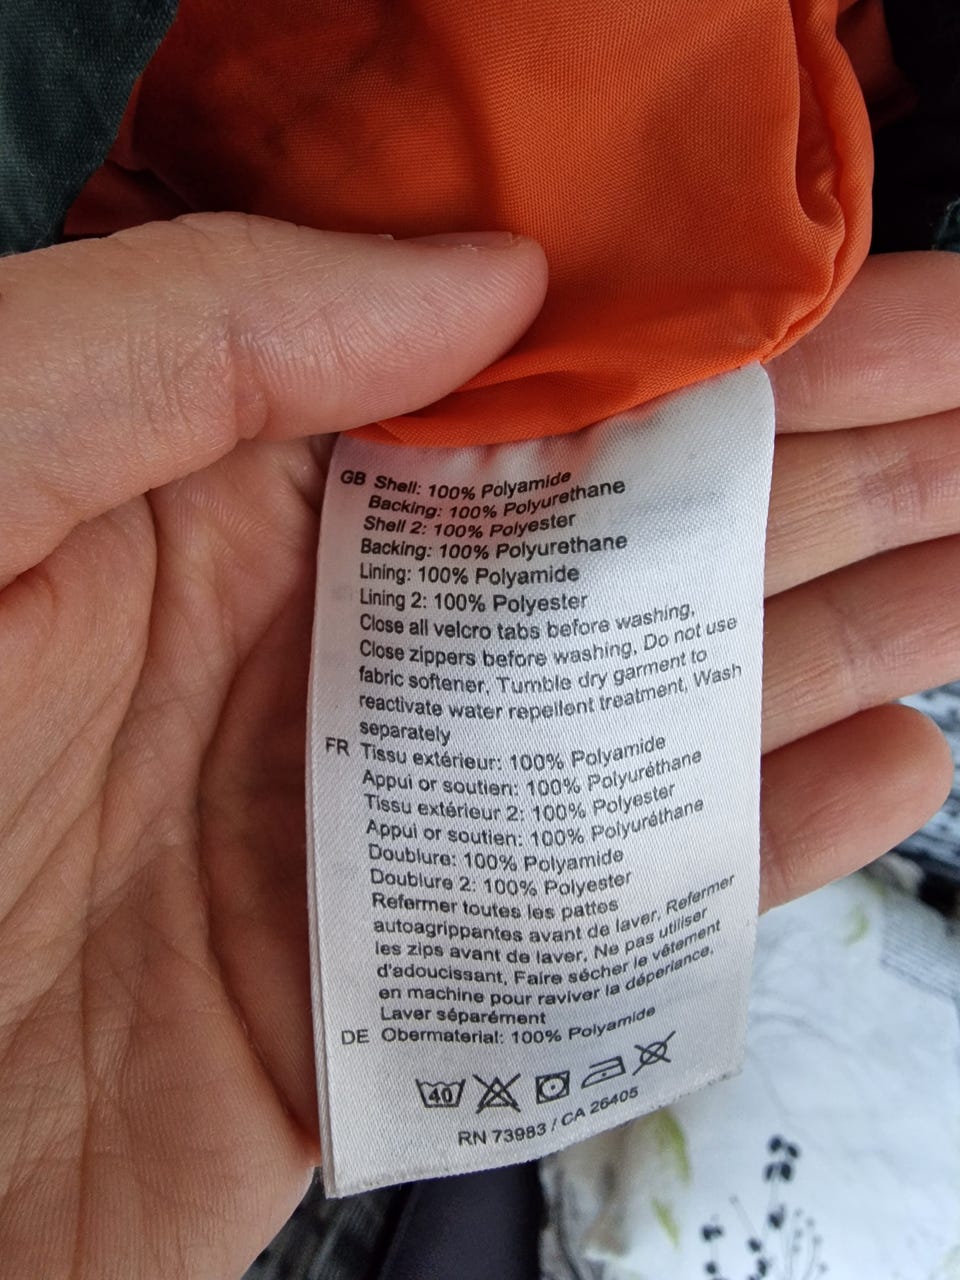 GB Shell: 100% Polyamide
Backing: 100% Polyurethane
Shell 2: 100% Polyester
Backing: 100% Polyurethane
Lining: 100% Polyamide
Lining 2: 100% Polyester
Close all velcro tabs before washing,
Close zippers before washing, Do not use
fabric softener, Tumble dry garment to
reactivate water repellent treatment, Wash
separately
FR Tissu extérieur: 100% Polyamide
Appui or soutien: 100% Polyuréthane
Tissu extérieur 2: 100% Polyester
Appui or soutien: 100% Polyuréthane
Doublure: 100% Polyamide
Doublure 2: 100% Polyester
Refermer toutes les pattes
autoagrippantes avant de laver, Refermer
les zips avant de laver, Ne pas utiliser
d'adoucissant, Faire sécher le vêtement
en machine pour raviver la déperlance,
Laver séparément
DE Obermaterial: 100% Polyamide
40
RN 73983 / CA 26405